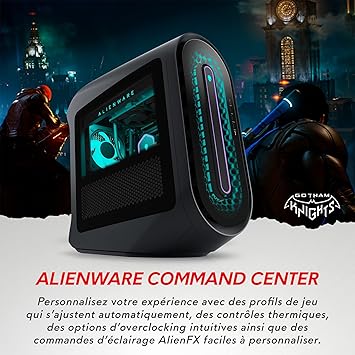 ALIENWARE
GOTHAM
KNIGHTS
ALIENWARE COMMAND CENTER
Personnalisez votre expérience avec des profils de jeu
qui s'ajustent automatiquement, des contrôles thermiques,
des options d'overclocking intuitives ainsi que des
commandes d'éclairage AlienFX faciles à personnaliser.